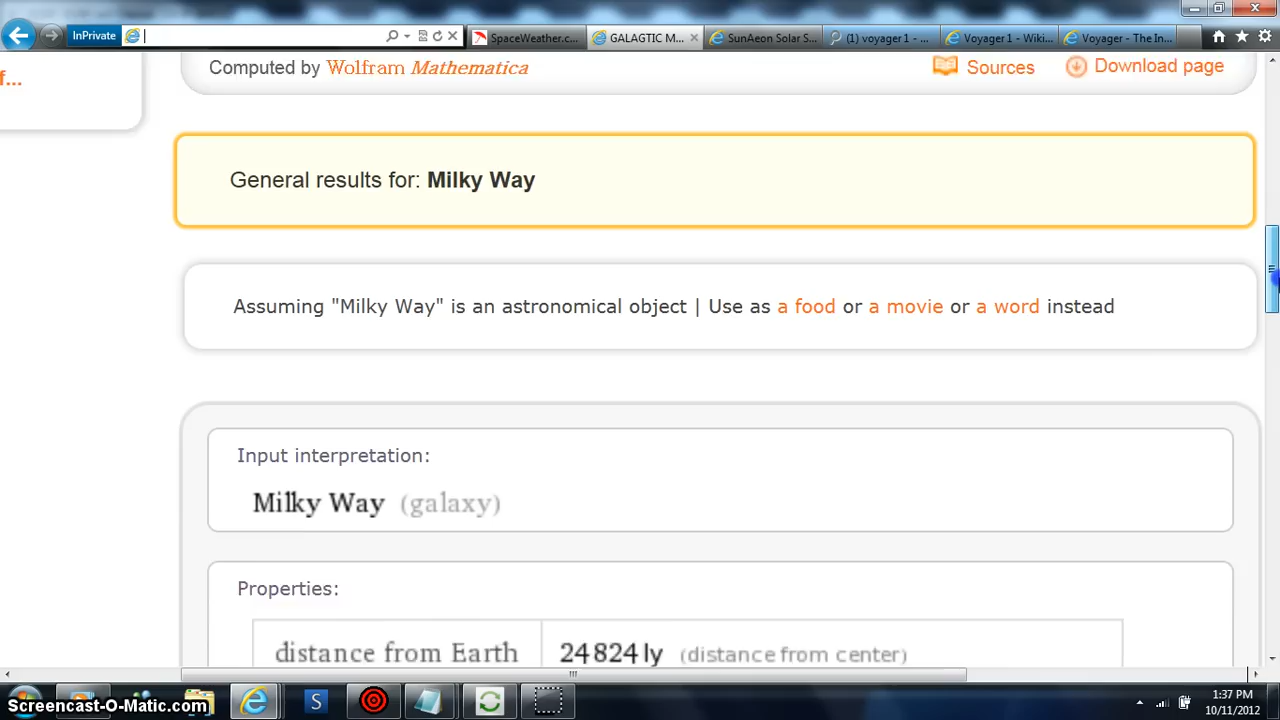 InPrivate
SpaceWeather.c...
GALAGTIC M...
SunAeon Solar S...
(1) voyager 1 - ...
Voyager 1 - Wiki...
Voyager - The In...
f...
Computed by Wolfram Mathematica
Sources
Download page
General results for: Milky Way
Assuming "Milky Way" is an astronomical object | Use as a food or a movie or a word instead
Input interpretation:
Milky Way (galaxy)
Properties:
distance from Earth 24824 ly (distance from center)
S
Screencast-O-Matic.com
1:37 PM
10/11/2012